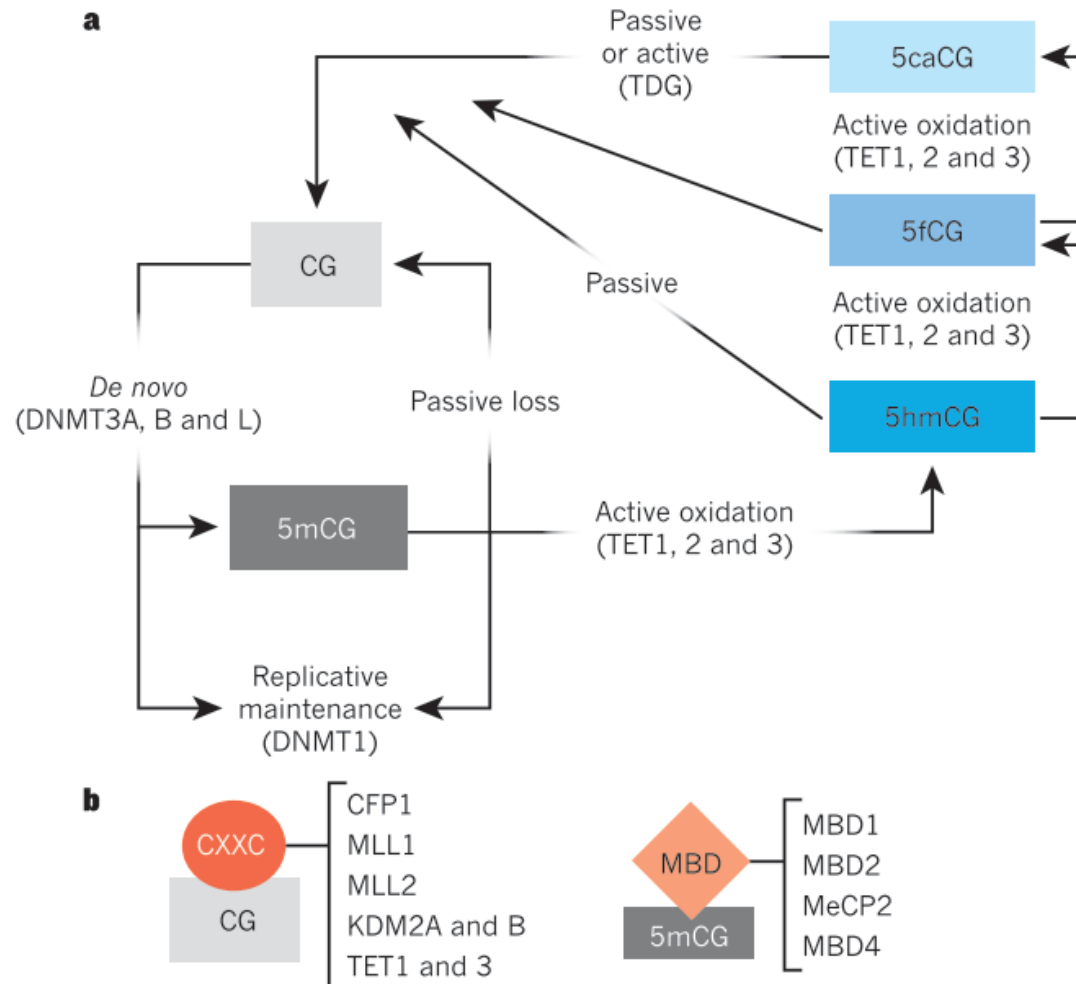 a
Passive
or active
(TDG)
5caCG
Active oxidation
(TET1, 2 and 3)
5fCG
CG
Passive
Active oxidation
(TET1, 2 and 3)
De novo
(DNMT3A, B and L)
Passive loss
5hmCG
5mCG
Active oxidation
(TET1, 2 and 3)
Replicative
maintenance
(DNMT1)
b
CXXC
CG
CFP1
MLL1
MLL2
KDM2A and B
TET1 and 3
MBD
5mCG
MBD1
MBD2
MeCP2
MBD4